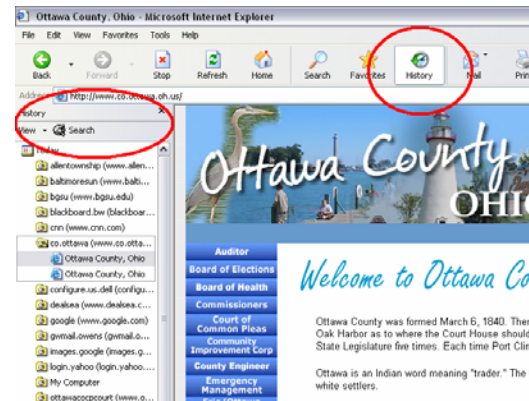 Ottawa County, Ohio - Microsoft Internet Explorer
File Edit View Favorites Tools Help
Back Forward Stop Refresh Home Search Favorites History Mail Print
Address http://www.co.ottawa.oh.us/
History x
View Search
Today
allentownship (www.allen...
baltimoresun (www.balti...
bgsu (www.bgsu.edu)
blackboard.bw (blackboar...
cnn (www.cnn.com)
co.ottawa (www.co.otta...
Ottawa County, Ohio
Ottawa County, Ohio
configure.us.dell (configu...
dealsea (www.dealsea.c...
google (www.google.com)
gwmail.owens (gwmail.o...
images.google (images.g...
login.yahoo (login.yahoo....
My Computer
ottawacocpcourt (www.o...
Ottawa County
OHIO
Auditor
Board of Elections
Board of Health
Commissioners
Court of
Common Pleas
Community
Improvement Corp
County Engineer
Emergency
Management
Erie/Ottawa
Welcome to Ottawa Co
Ottawa County was formed March 6, 1840. Ther
Oak Harbor as to where the Court House should
State Legislature five times. Each time Port Clin
Ottawa is an Indian word meaning "trader." The
white settlers.